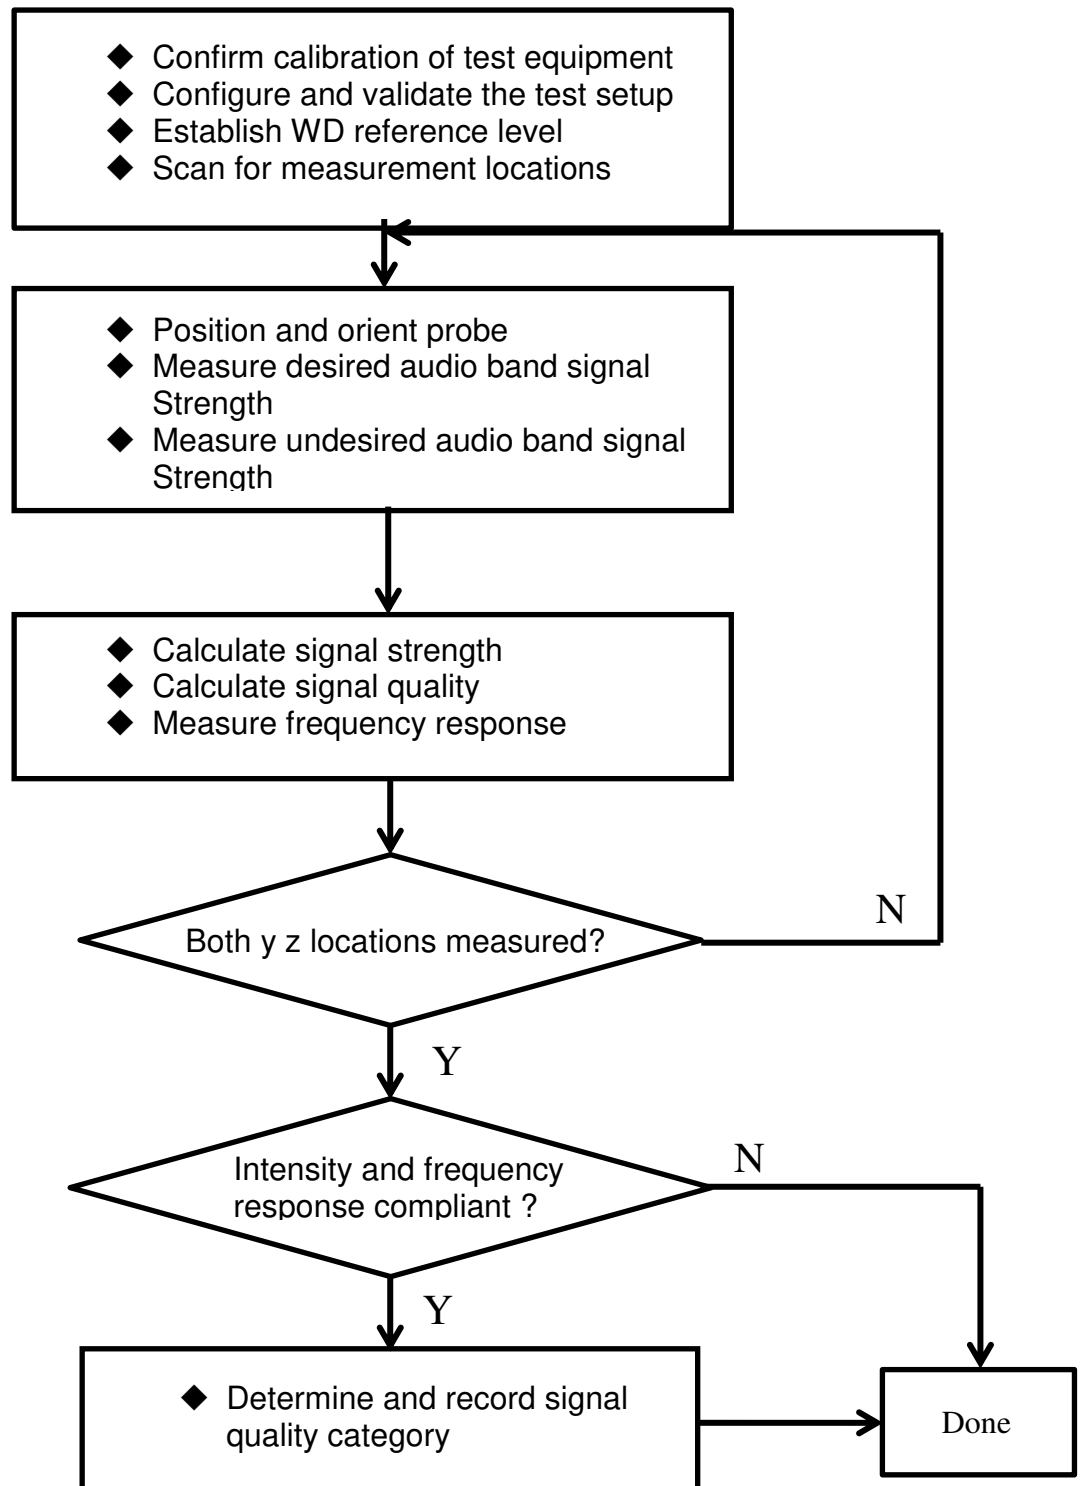 ◆ Confirm calibration of test equipment
◆ Configure and validate the test setup
◆ Establish WD reference level
◆ Scan for measurement locations
◆ Position and orient probe
◆ Measure desired audio band signal
Strength
◆ Measure undesired audio band signal
Strength
◆ Calculate signal strength
◆ Calculate signal quality
◆ Measure frequency response
Both y z locations measured?
N
Y
Intensity and frequency
response compliant ?
N
Y
◆ Determine and record signal
quality category
Done